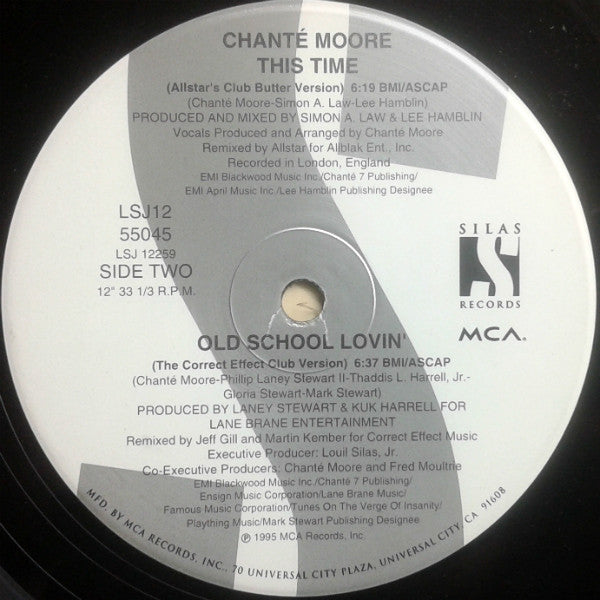 CHANTÉ MOORE
THIS TIME
(Allstar's Club Butter Version) 6:19 BMI/ASCAP
(Chanté Moore-Simon A. Law-Lee Hamblin)
PRODUCED AND MIXED BY SIMON A. LAW & LEE HAMBLIN
Vocals Produced and Arranged by Chanté Moore
Remixed by Allstar for Allblak Ent., Inc.
Recorded in London, England
EMI Blackwood Music Inc./Chanté 7 Publishing/
EMI April Music Inc./Lee Hamblin Publishing Designee
LSJ12
55045
LSJ 12259
SIDE TWO
12" 33 1/3 R.P.M.
SILAS
S
RECORDS
MCA®
OLD SCHOOL LOVIN'
(The Correct Effect Club Version) 6:37 BMI/ASCAP
(Chanté Moore-Phillip Laney Stewart II-Thaddis L. Harrell, Jr.-
Gloria Stewart-Mark Stewart)
PRODUCED BY LANEY STEWART & KUK HARRELL FOR
LANE BRANE ENTERTAINMENT
Remixed by Jeff Gill and Martin Kember for Correct Effect Music
Executive Producer: Louil Silas, Jr.
Co-Executive Producers: Chanté Moore and Fred Moultrie
EMI Blackwood Music Inc./Chanté 7 Publishing/
Ensign Music Corporation/Lane Brane Music/
Famous Music Corporation/Tunes On The Verge Of Insanity/
Plaything Music/Mark Stewart Publishing Designee
℗ 1995 MCA Records, Inc.
MFD. BY MCA RECORDS, INC., 70 UNIVERSAL CITY PLAZA, UNIVERSAL CITY, CA 91608